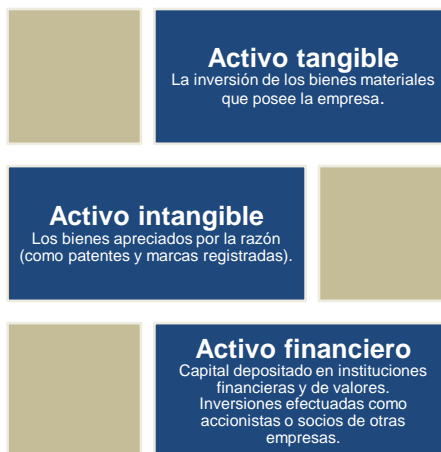 Activo tangible
La inversión de los bienes materiales
que posee la empresa.
Activo intangible
Los bienes apreciados por la razón
(como patentes y marcas registradas).
Activo financiero
Capital depositado en instituciones
financieras y de valores.
Inversiones efectuadas como
accionistas o socios de otras
empresas.